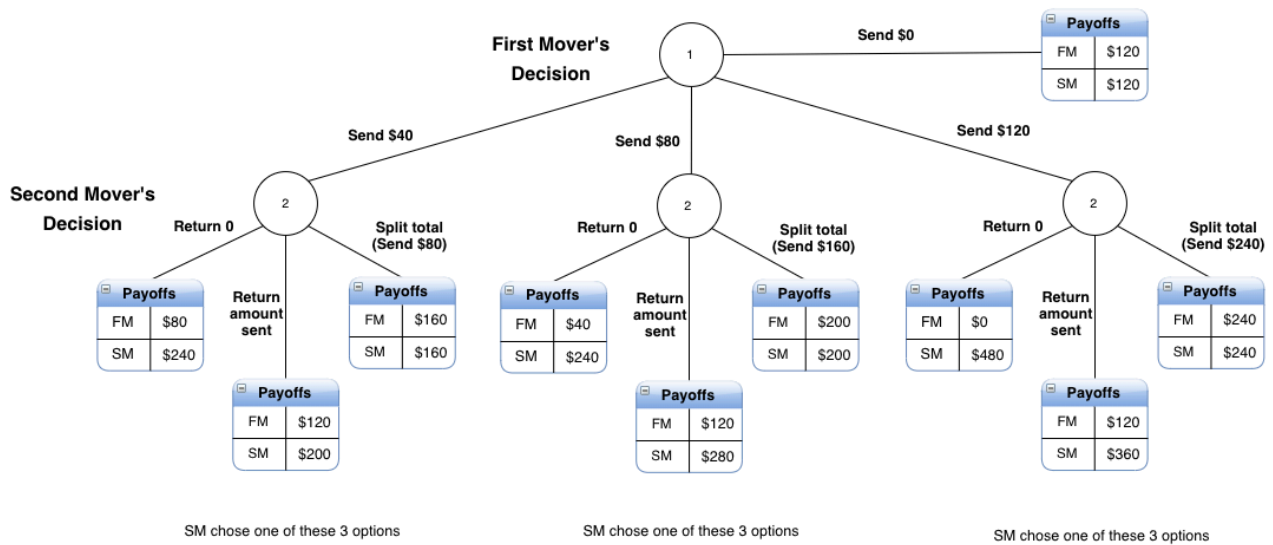 First Mover's
Decision
1
Send $0
Payoffs
FM $120
SM $120
Send $40
Send $80
Send $120
Second Mover's
Decision
2
Return 0
Split total
(Send $80)
2
Return 0
Split total
(Send $160)
2
Return 0
Split total
(Send $240)
Payoffs
FM $80
SM $240
Return
amount
sent
Payoffs
FM $160
SM $160
Payoffs
FM $40
SM $240
Return
amount
sent
Payoffs
FM $200
SM $200
Payoffs
FM $0
SM $480
Return
amount
sent
Payoffs
FM $240
SM $240
Payoffs
FM $120
SM $200
Payoffs
FM $120
SM $280
Payoffs
FM $120
SM $360
SM chose one of these 3 options
SM chose one of these 3 options
SM chose one of these 3 options